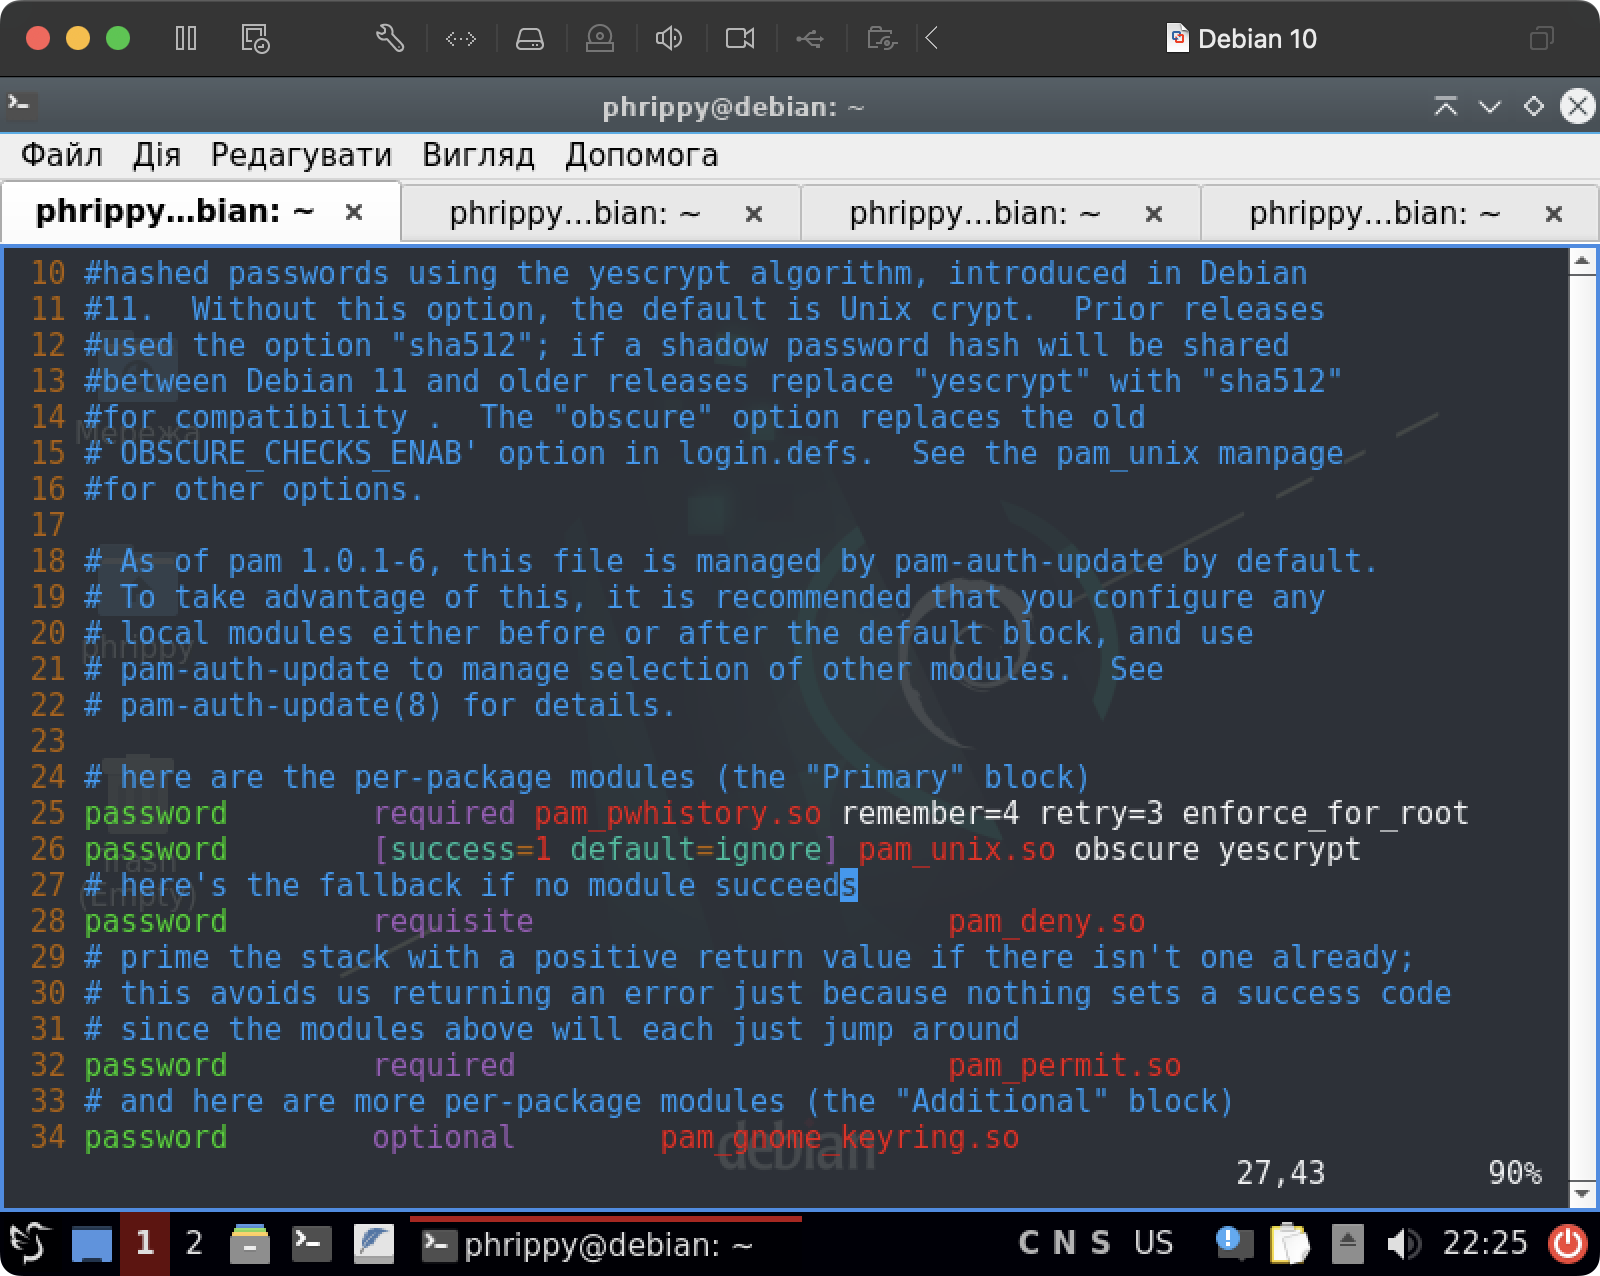 Debian 10
phrippy@debian: ~
Файл Дія Редагувати Вигляд Допомога
phrippy...bian: ~ × phrippy...bian: ~ × phrippy...bian: ~ × phrippy...bian: ~ ×
10 #hashed passwords using the yescrypt algorithm, introduced in Debian
11 #11.  Without this option, the default is Unix crypt.  Prior releases
12 #used the option "sha512"; if a shadow password hash will be shared
13 #between Debian 11 and older releases replace "yescrypt" with "sha512"
14 #for compatibility .  The "obscure" option replaces the old
Мережа
15 #`OBSCURE_CHECKS_ENAB' option in login.defs.  See the pam_unix manpage
16 #for other options.
17
18 # As of pam 1.0.1-6, this file is managed by pam-auth-update by default.
19 # To take advantage of this, it is recommended that you configure any
20 # local modules either before or after the default block, and use
phrippy
21 # pam-auth-update to manage selection of other modules.  See
22 # pam-auth-update(8) for details.
23
24 # here are the per-package modules (the "Primary" block)
25 password        required pam_pwhistory.so remember=4 retry=3 enforce_for_root
26 password        [success=1 default=ignore] pam_unix.so obscure yescrypt
Trash
27 # here's the fallback if no module succeeds
(Empty)
28 password        requisite                       pam_deny.so
29 # prime the stack with a positive return value if there isn't one already;
30 # this avoids us returning an error just because nothing sets a success code
31 # since the modules above will each just jump around
32 password        required                        pam_permit.so
33 # and here are more per-package modules (the "Additional" block)
34 password        optional        pam_gnome_keyring.so
debian
27,43         90%
1 2 phrippy@debian: ~ C N S US 22:25